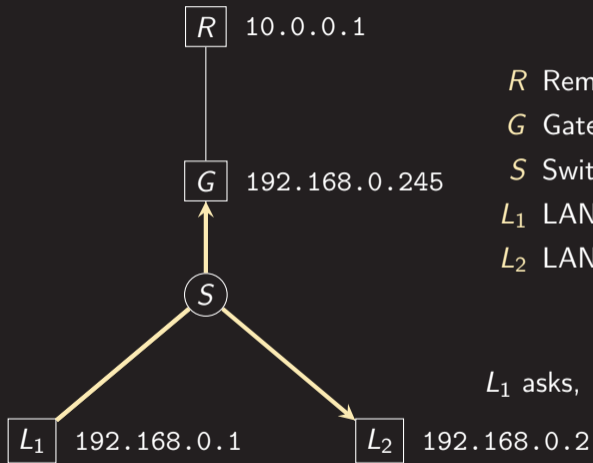 R 10.0.0.1
R Rem
G Gate
G 192.168.0.245
S Swit
L₁ LAN
L₂ LAN
S
L₁ asks,
L₁ 192.168.0.1 L₂ 192.168.0.2